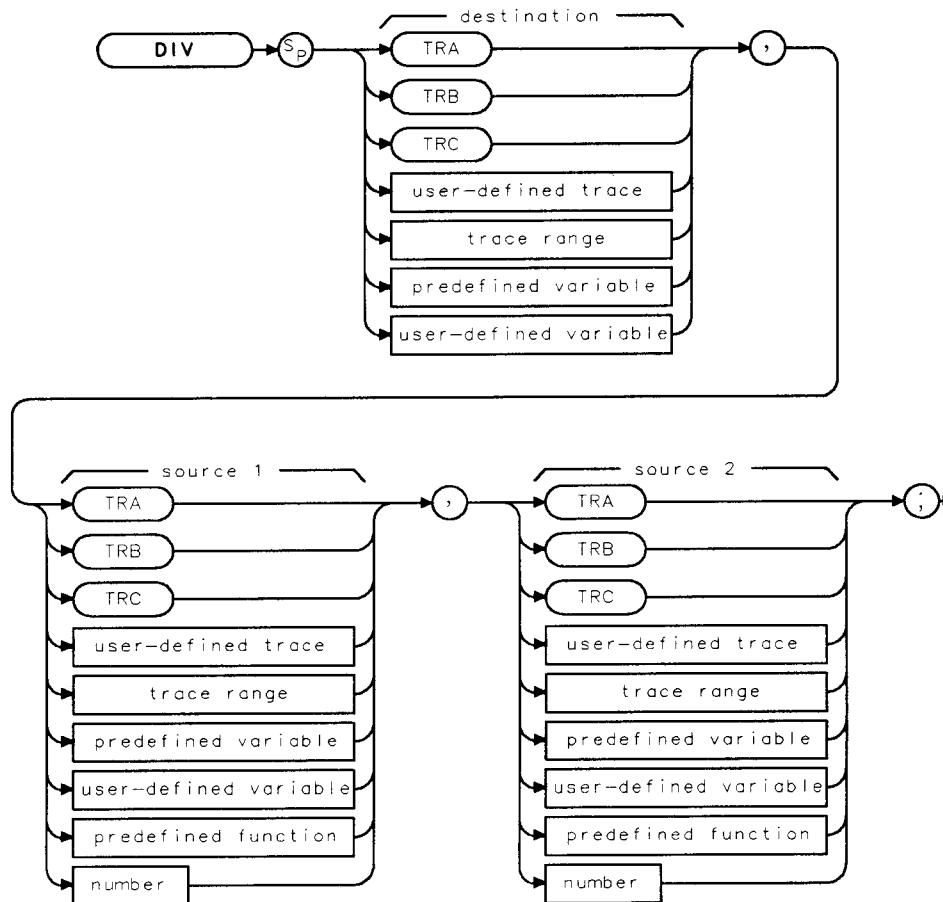 destination
DIV
SP
TRA
,
TRB
TRC
user-defined trace
trace range
predefined variable
user-defined variable
source 1
TRA
,
TRB
TRC
user-defined trace
trace range
predefined variable
user-defined variable
predefined function
number
source 2
TRA
;
TRB
TRC
user-defined trace
trace range
predefined variable
user-defined variable
predefined function
number